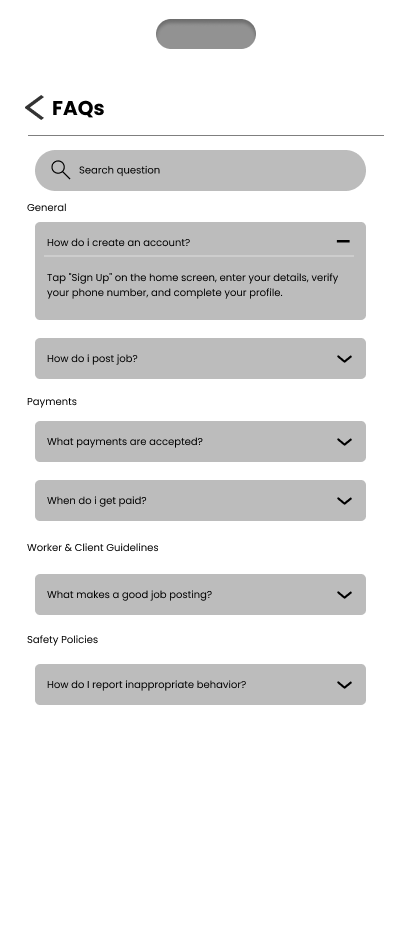 FAQs
Search question
General
How do i create an account?
Tap "Sign Up" on the home screen, enter your details, verify
your phone number, and complete your profile.
How do i post job?
Payments
What payments are accepted?
When do i get paid?
Worker & Client Guidelines
What makes a good job posting?
Safety Policies
How do I report inappropriate behavior?